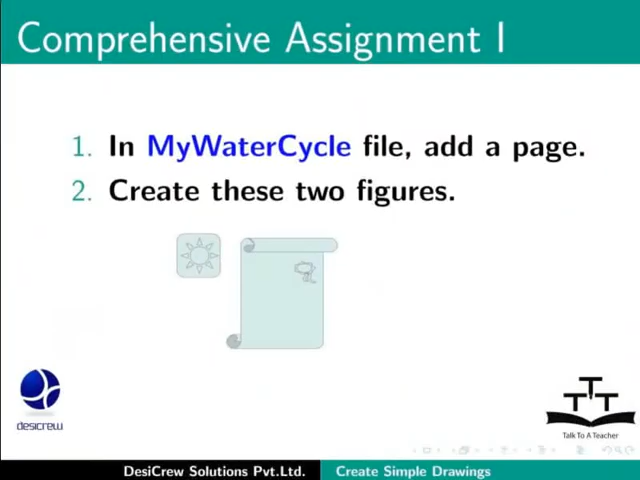 Comprehensive Assignment I
1. In MyWaterCycle file, add a page.
2. Create these two figures.
desicrew
T T T
Talk To A Teacher
DesiCrew Solutions Pvt.Ltd. Create Simple Drawings